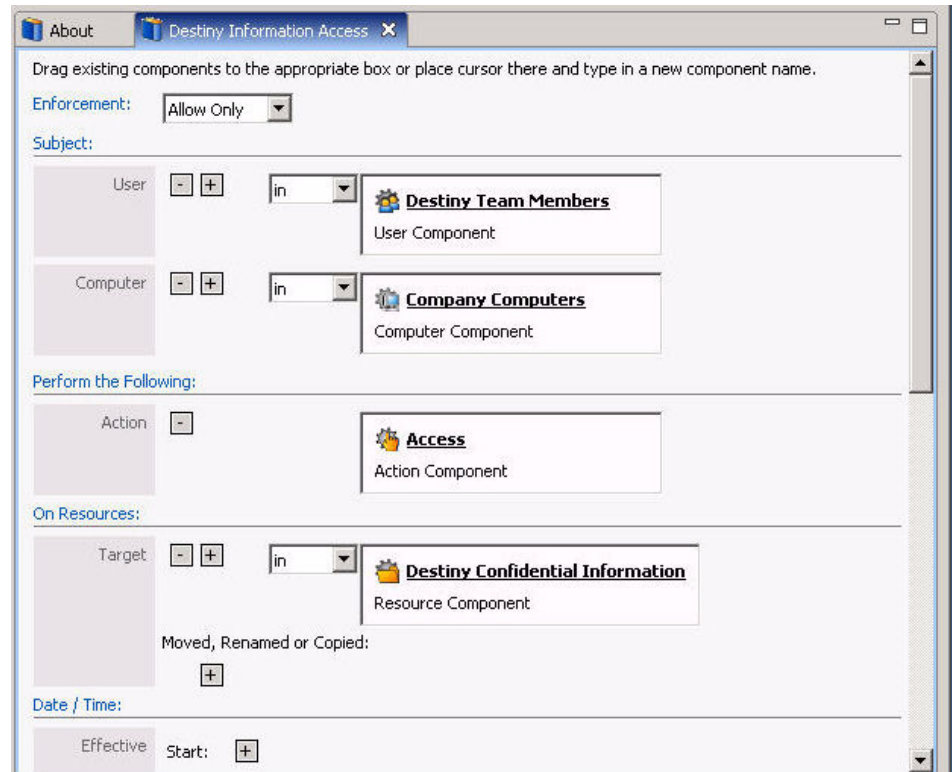 About
Destiny Information Access
Drag existing components to the appropriate box or place cursor there and type in a new component name.
Enforcement: Allow Only
Subject:
User - + in Destiny Team Members
User Component
Computer - + in Company Computers
Computer Component
Perform the Following:
Action - Access
Action Component
On Resources:
Target - + in Destiny Confidential Information
Resource Component
Moved, Renamed or Copied:
+
Date / Time:
Effective Start: +